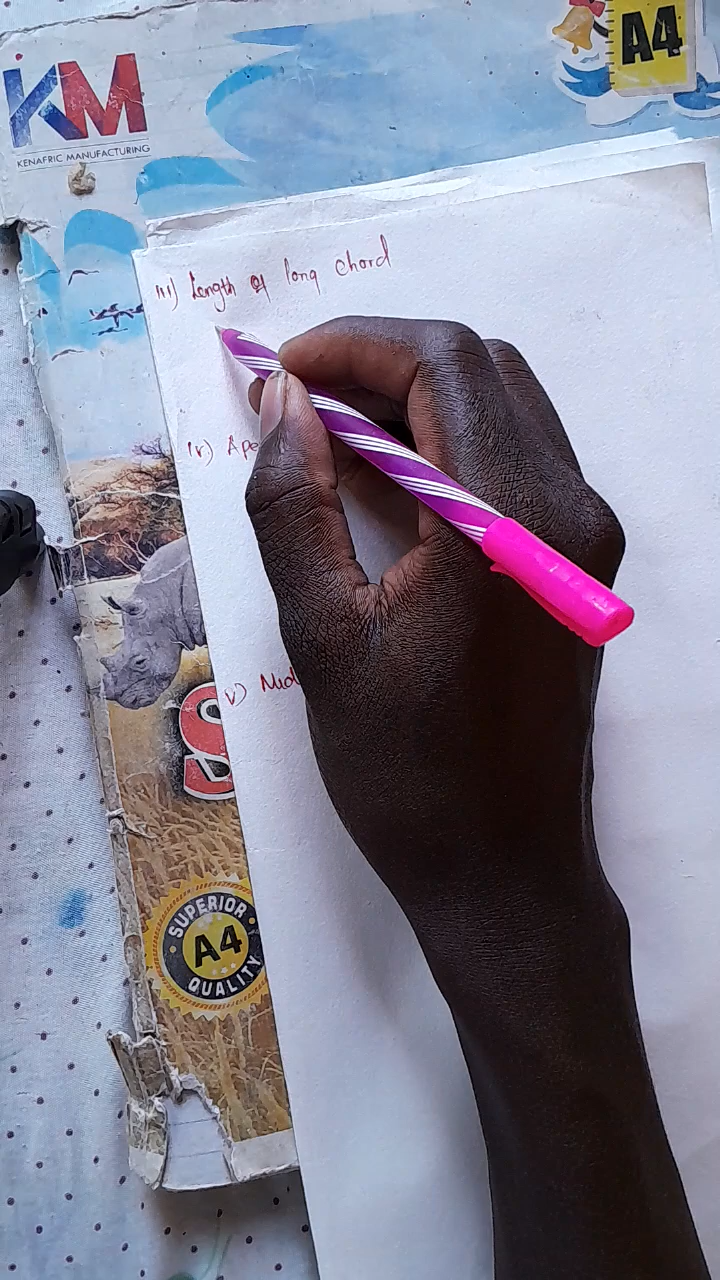 KM
KENAFRIC MANUFACTURING
A4
iii) Length of long chord
iv) Ape
v) Mid
S
SUPERIOR
A4
QUALITY